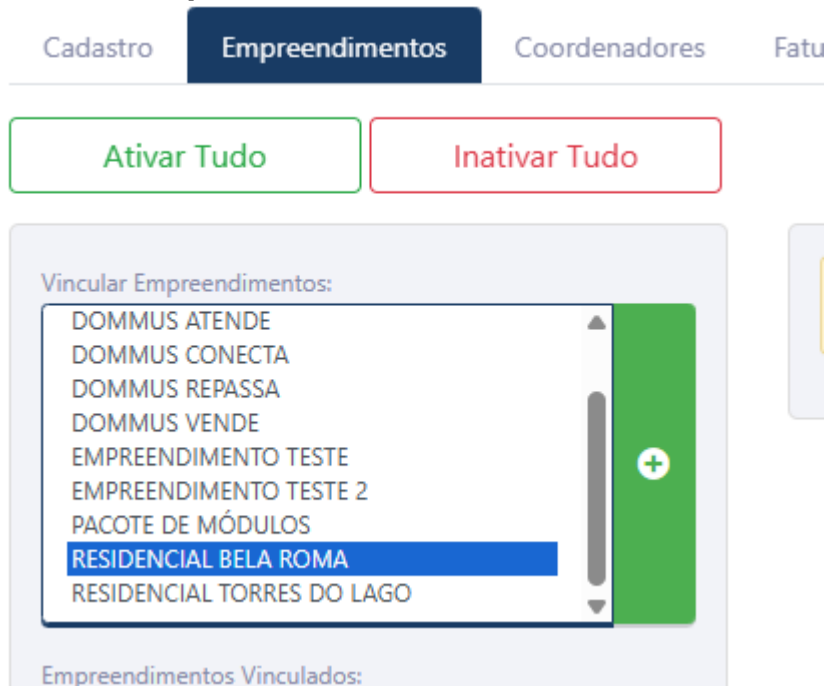 Cadastro Empreendimentos Coordenadores Fatu
Ativar Tudo Inativar Tudo
Vincular Empreendimentos:
DOMMUS ATENDE
DOMMUS CONECTA
DOMMUS REPASSA
DOMMUS VENDE
EMPREENDIMENTO TESTE
EMPREENDIMENTO TESTE 2
PACOTE DE MÓDULOS
RESIDENCIAL BELA ROMA
RESIDENCIAL TORRES DO LAGO
Empreendimentos Vinculados: